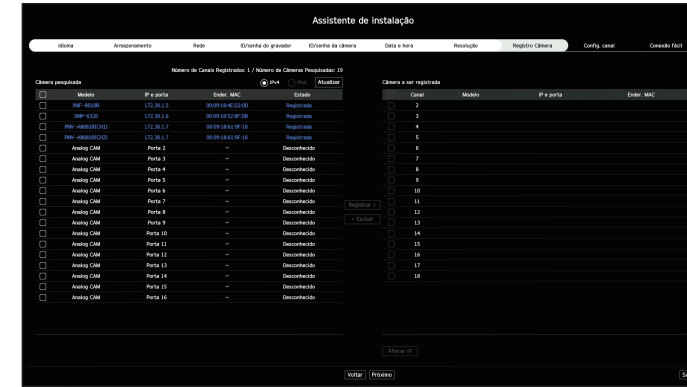 Assistente de instalação
Idioma Armazenamento Rede ID/senha do gravador ID/senha da câmera Data e hora Resolução Registro Câmera Config. canal Conexão fácil
Número de Canais Registrados: 1 / Número de Câmeras Pesquisadas: 19
Câmera pesquisada IPv4 IPv6 Atualizar Câmera a ser registrada
Modelo IP e porta Ender. MAC Estado Canal Modelo IP e porta Ender. MAC
XNF-8010R 172.30.1.5 00:09:18:4E:D2:0D Registrada 2
XNP-6320 172.30.1.6 00:09:18:52:8F:DB Registrada 3
PNV-A8081R(CH1) 172.30.1.7 00:09:18:61:9F:18 Registrada 4
PNV-A8081R(CH2) 172.30.1.7 00:09:18:61:9F:18 Registrada 5
Analog CAM Porta 2 - Desconhecido 6
Analog CAM Porta 3 - Desconhecido 7
Analog CAM Porta 4 - Desconhecido 8
Analog CAM Porta 5 - Desconhecido 9
Analog CAM Porta 6 - Desconhecido 10
Analog CAM Porta 7 - Desconhecido 11
Registrar >
Analog CAM Porta 8 - Desconhecido 12
Analog CAM Porta 9 - Desconhecido 13
< Excluir
Analog CAM Porta 10 - Desconhecido 14
Analog CAM Porta 11 - Desconhecido 15
Analog CAM Porta 12 - Desconhecido 16
Analog CAM Porta 13 - Desconhecido 17
Analog CAM Porta 14 - Desconhecido 18
Analog CAM Porta 15 - Desconhecido
Analog CAM Porta 16 - Desconhecido
Alterar IP
Voltar Próximo